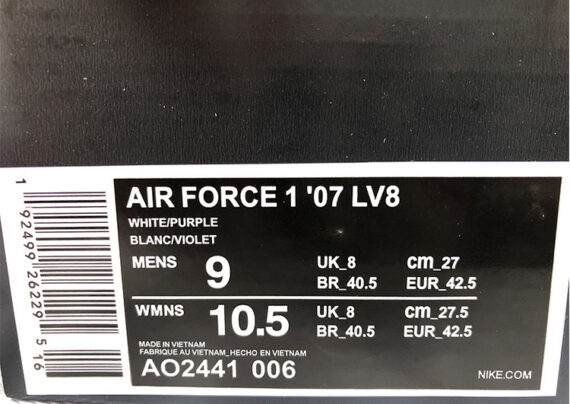 AIR FORCE 1 '07 LV8
WHITE/PURPLE
BLANC/VIOLET
MENS 9 UK_8 cm_27
BR_40.5 EUR_42.5
WMNS 10.5 UK_8 cm_27.5
BR_40.5 EUR_42.5
MADE IN VIETNAM
FABRIQUE AU VIETNAM_HECHO EN VIETNAM
AO2441 006
NIKE.COM
1 92499 26229 5 16